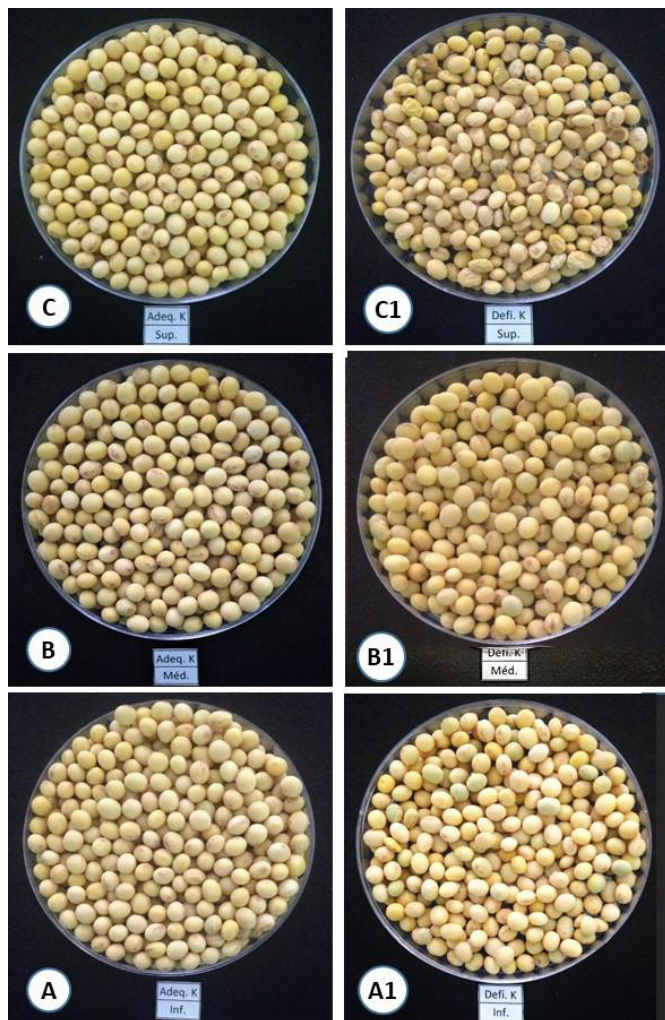 C
Adeq. K
Sup.
C1
Defi. K
Sup.
B
Adeq. K
Méd.
B1
Defi. K
Méd.
A
Adeq. K
Inf.
A1
Defi. K
Inf.